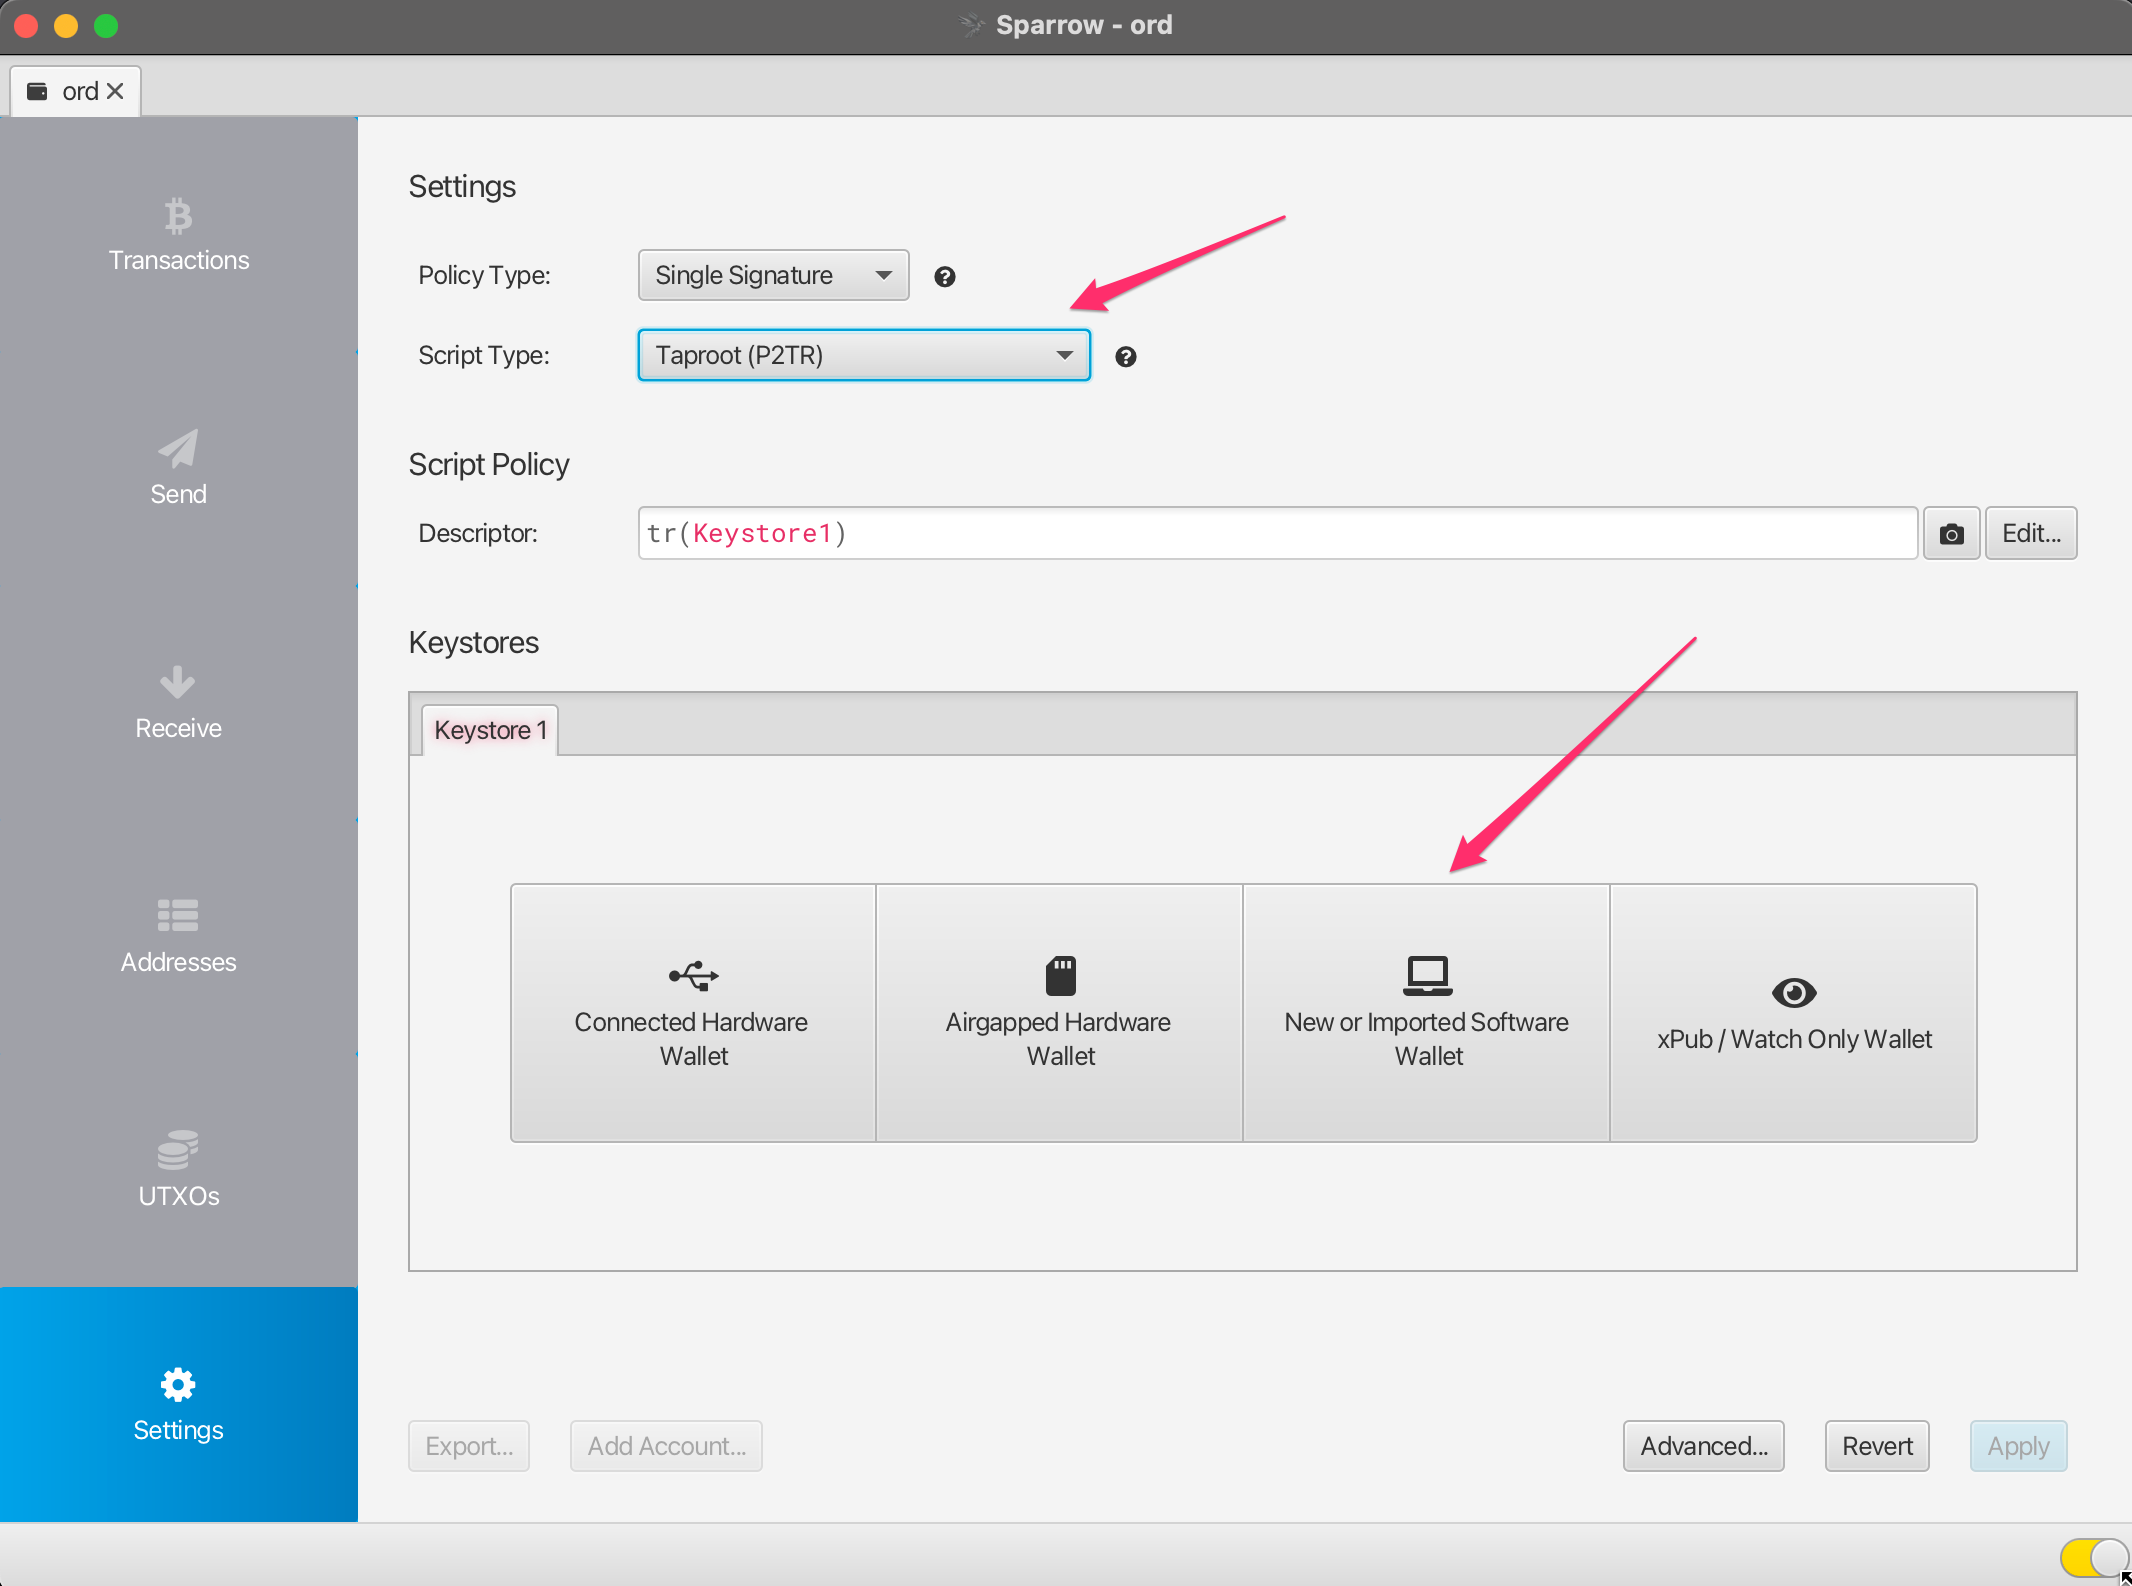 Sparrow - ord
ord
Transactions
Send
Receive
Addresses
UTXOs
Settings
Settings
Policy Type:
Single Signature
Script Type:
Taproot (P2TR)
Script Policy
Descriptor:
tr(Keystore1)
Edit...
Keystores
Keystore 1
Connected Hardware
Wallet
Airgapped Hardware
Wallet
New or Imported Software
Wallet
xPub / Watch Only Wallet
Export...
Add Account...
Advanced...
Revert
Apply